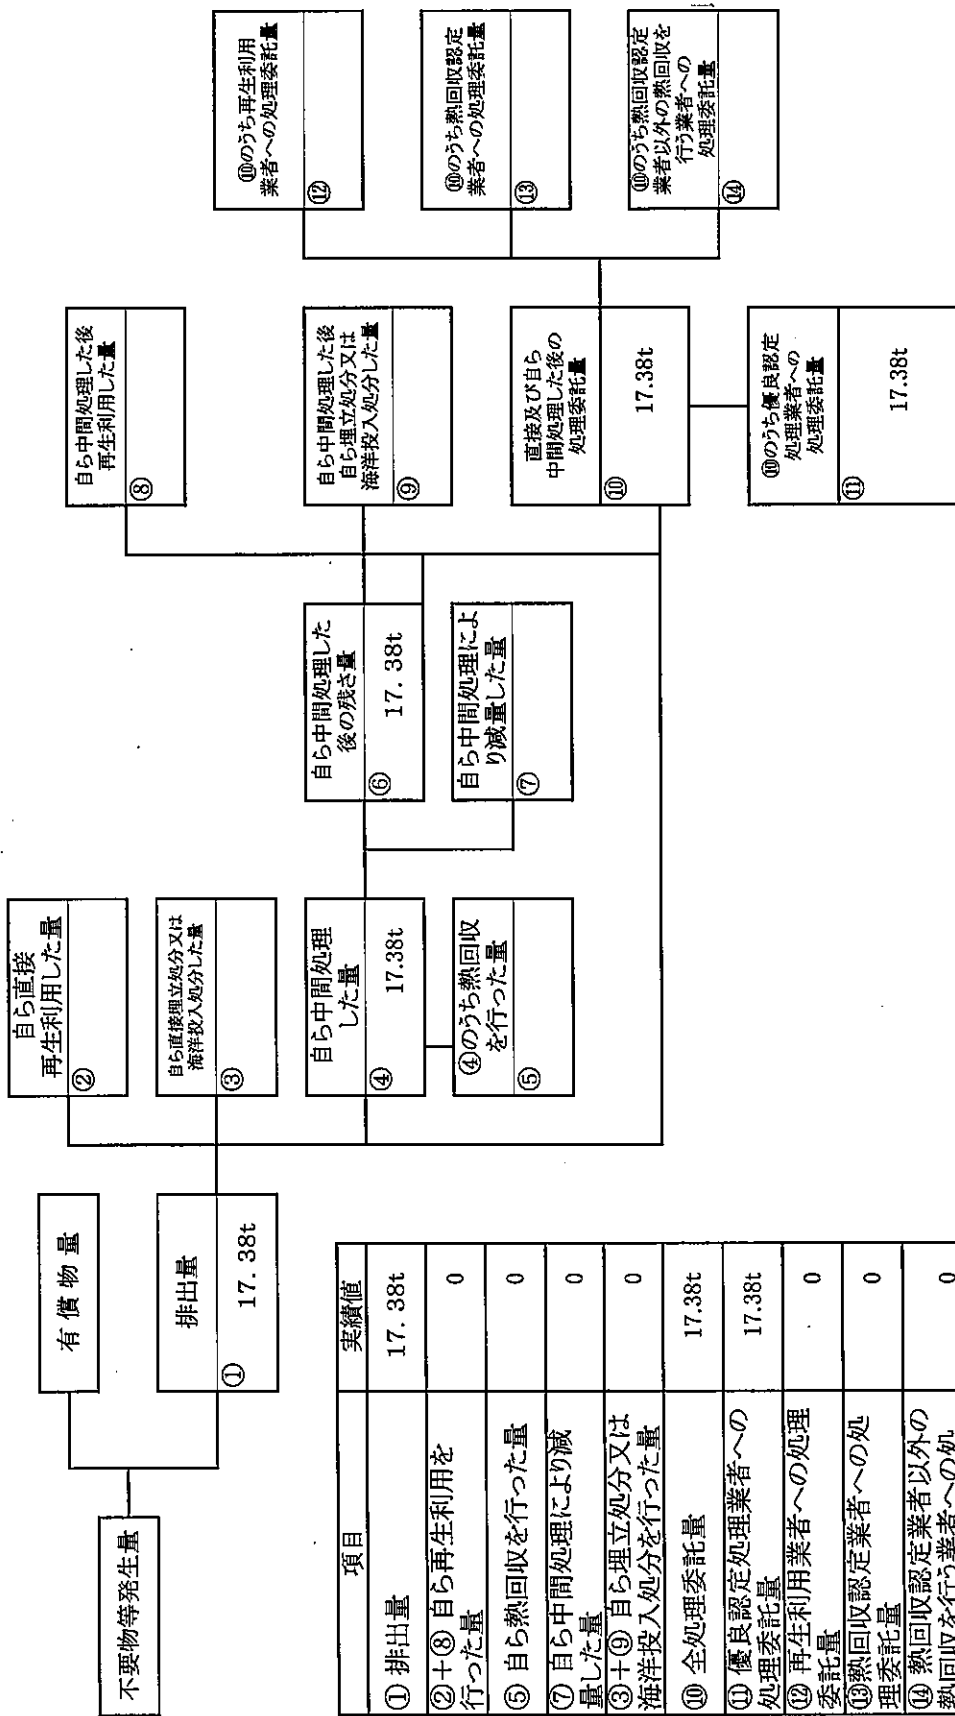 不要物等発生量
有償物量
排出量
①
17.38t
自ら直接
再生利用した量
②
自ら直接埋立処分又は
海洋投入処分した量
③
自ら中間処理
した量
④
17.38t
④のうち熱回収
を行った量
⑤
自ら中間処理した
後の残さ量
⑥
17.38t
自ら中間処理によ
り減量した量
⑦
自ら中間処理した後
再生利用した量
⑧
自ら中間処理した後
自ら埋立処分又は
海洋投入処分した量
⑨
直接及び自ら
中間処理した後の
処理委託量
⑩
17.38t
⑩のうち優良認定
処理業者への
処理委託量
⑪
17.38t
⑩のうち再生利用
業者への処理委託量
⑫
⑩のうち熱回収認定
業者への処理委託量
⑬
⑩のうち熱回収認定
業者以外の熱回収を
行う業者への
処理委託量
⑭
項目 実績値
① 排出量 17.38t
②+⑧ 自ら再生利用を
行った量 0
⑤ 自ら熱回収を行った量 0
⑦ 自ら中間処理により減
量した量 0
③+⑨ 自ら埋立処分又は
海洋投入処分を行った量 0
⑩ 全処理委託量 17.38t
⑪ 優良認定処理業者への
処理委託量 17.38t
⑫ 再生利用業者への処理
委託量 0
⑬熱回収認定業者への処
理委託量 0
⑭ 熱回収認定業者以外の
熱回収を行う業者への処 0